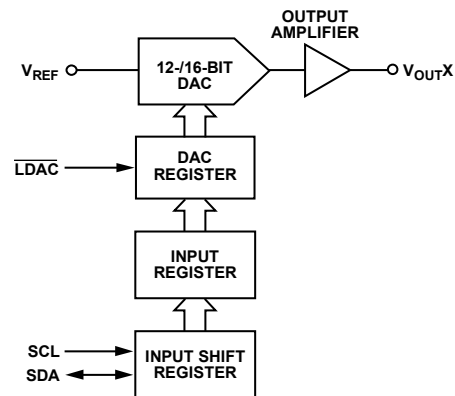 OUTPUT
AMPLIFIER
VREF
12-/16-BIT
DAC
VOUTX
LDAC
DAC
REGISTER
INPUT
REGISTER
SCL
SDA
INPUT SHIFT
REGISTER